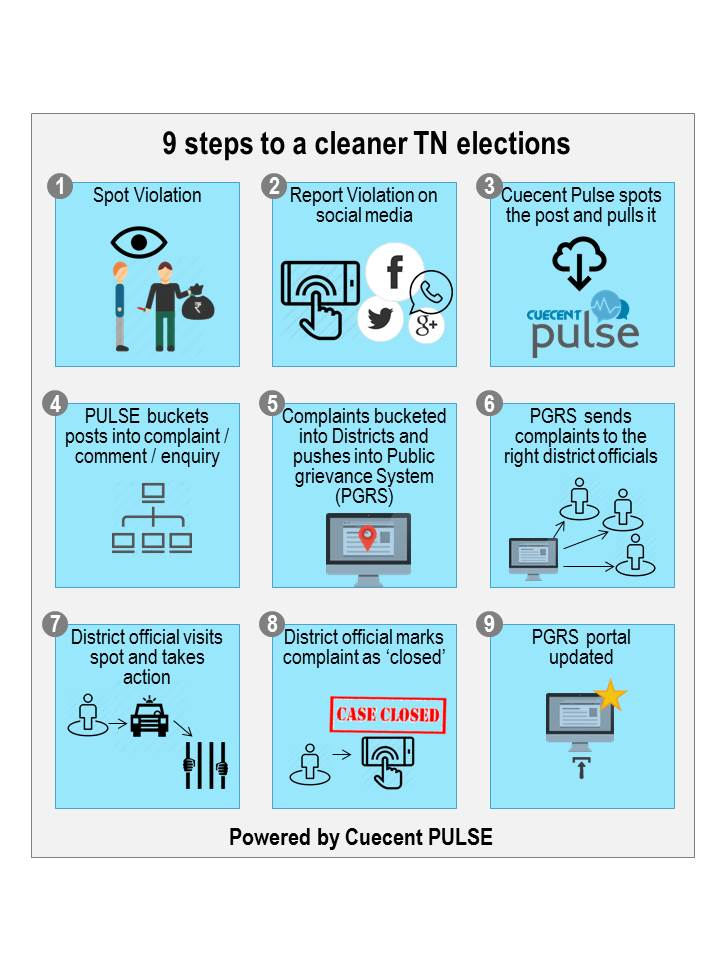 9 steps to a cleaner TN elections
1
Spot Violation
₹
2
Report Violation on
social media
f
g+
3
Cuecent Pulse spots
the post and pulls it
CUECENT
pulse
4
PULSE buckets
posts into complaint /
comment / enquiry
5
Complaints bucketed
into Districts and
pushes into Public
grievance System
(PGRS)
6
PGRS sends
complaints to the
right district officials
7
District official visits
spot and takes
action
8
District official marks
complaint as ‘closed’
CASE CLOSED
9
PGRS portal
updated
Powered by Cuecent PULSE